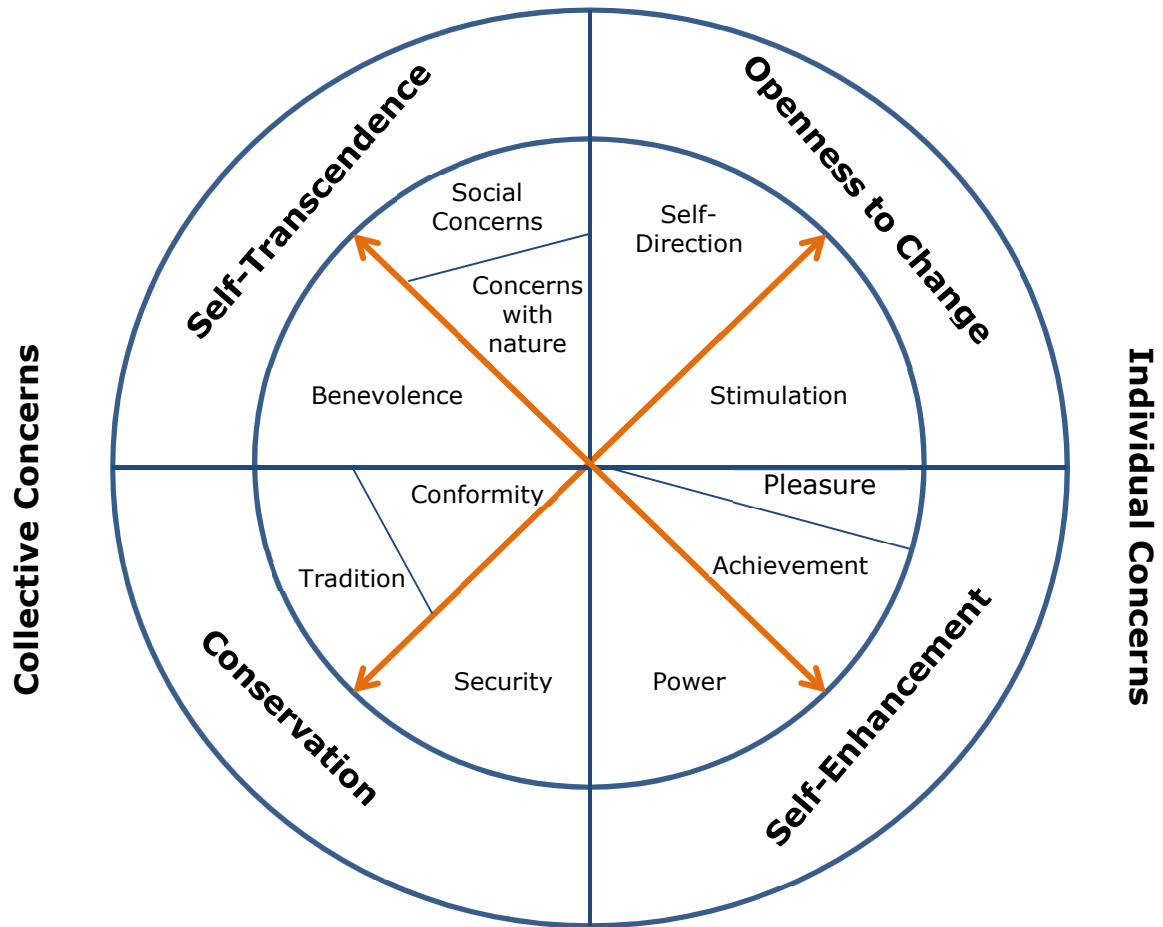 Self-Transcendence
Openness to Change
Social
Concerns
Self-
Direction
Concerns
with
nature
Benevolence
Stimulation
Collective Concerns
Individual Concerns
Conformity
Pleasure
Tradition
Achievement
Security
Power
Conservation
Self-Enhancement